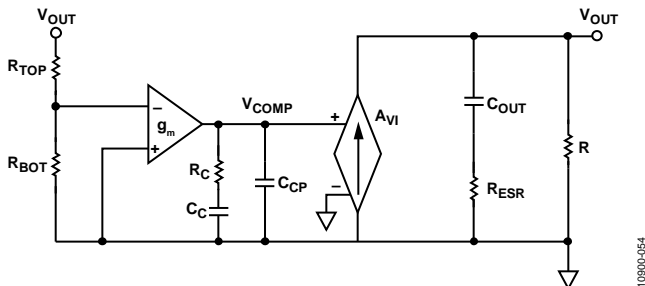 VOUT
VOUT
RTOP
−
gm
VCOMP
+
AVI
COUT
+
RBOT
RC
CCP
−
R
CC
RESR
10900-054